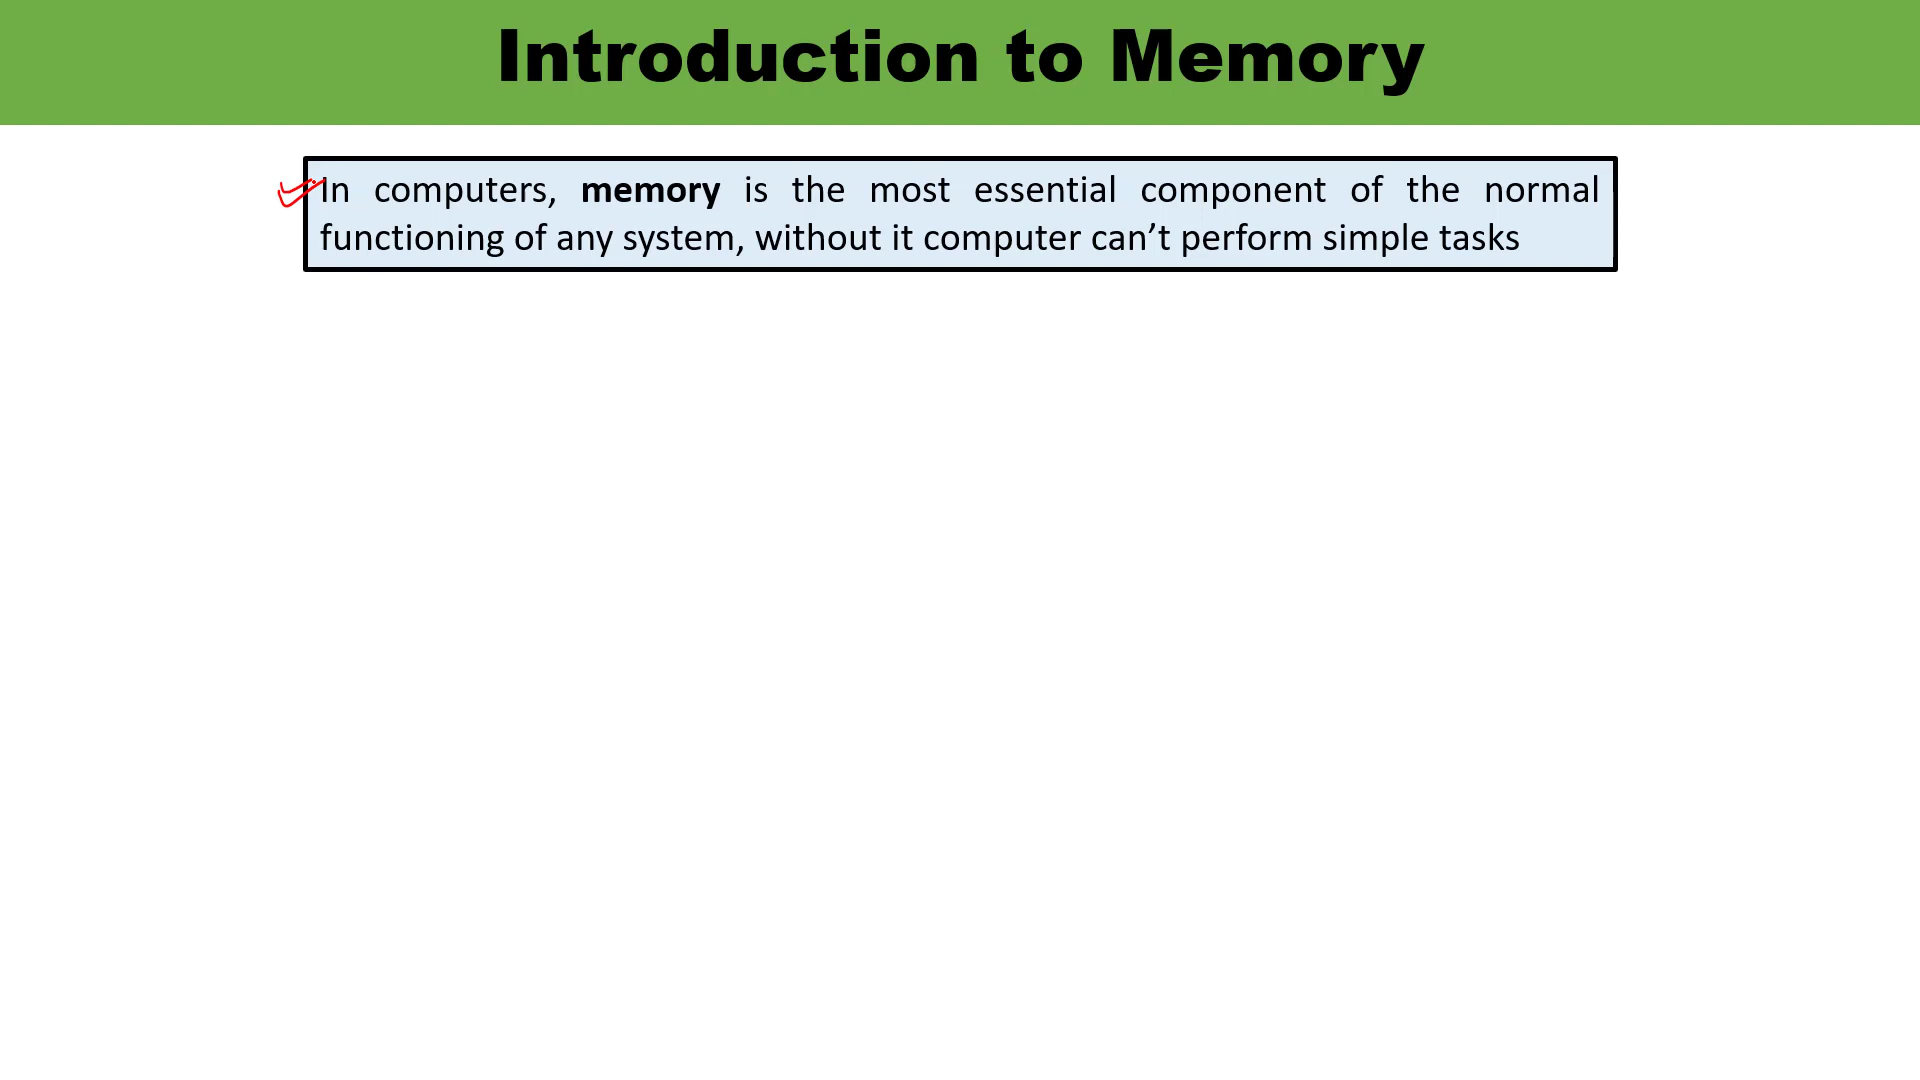 Introduction to Memory
In computers, memory is the most essential component of the normal
functioning of any system, without it computer can’t perform simple tasks